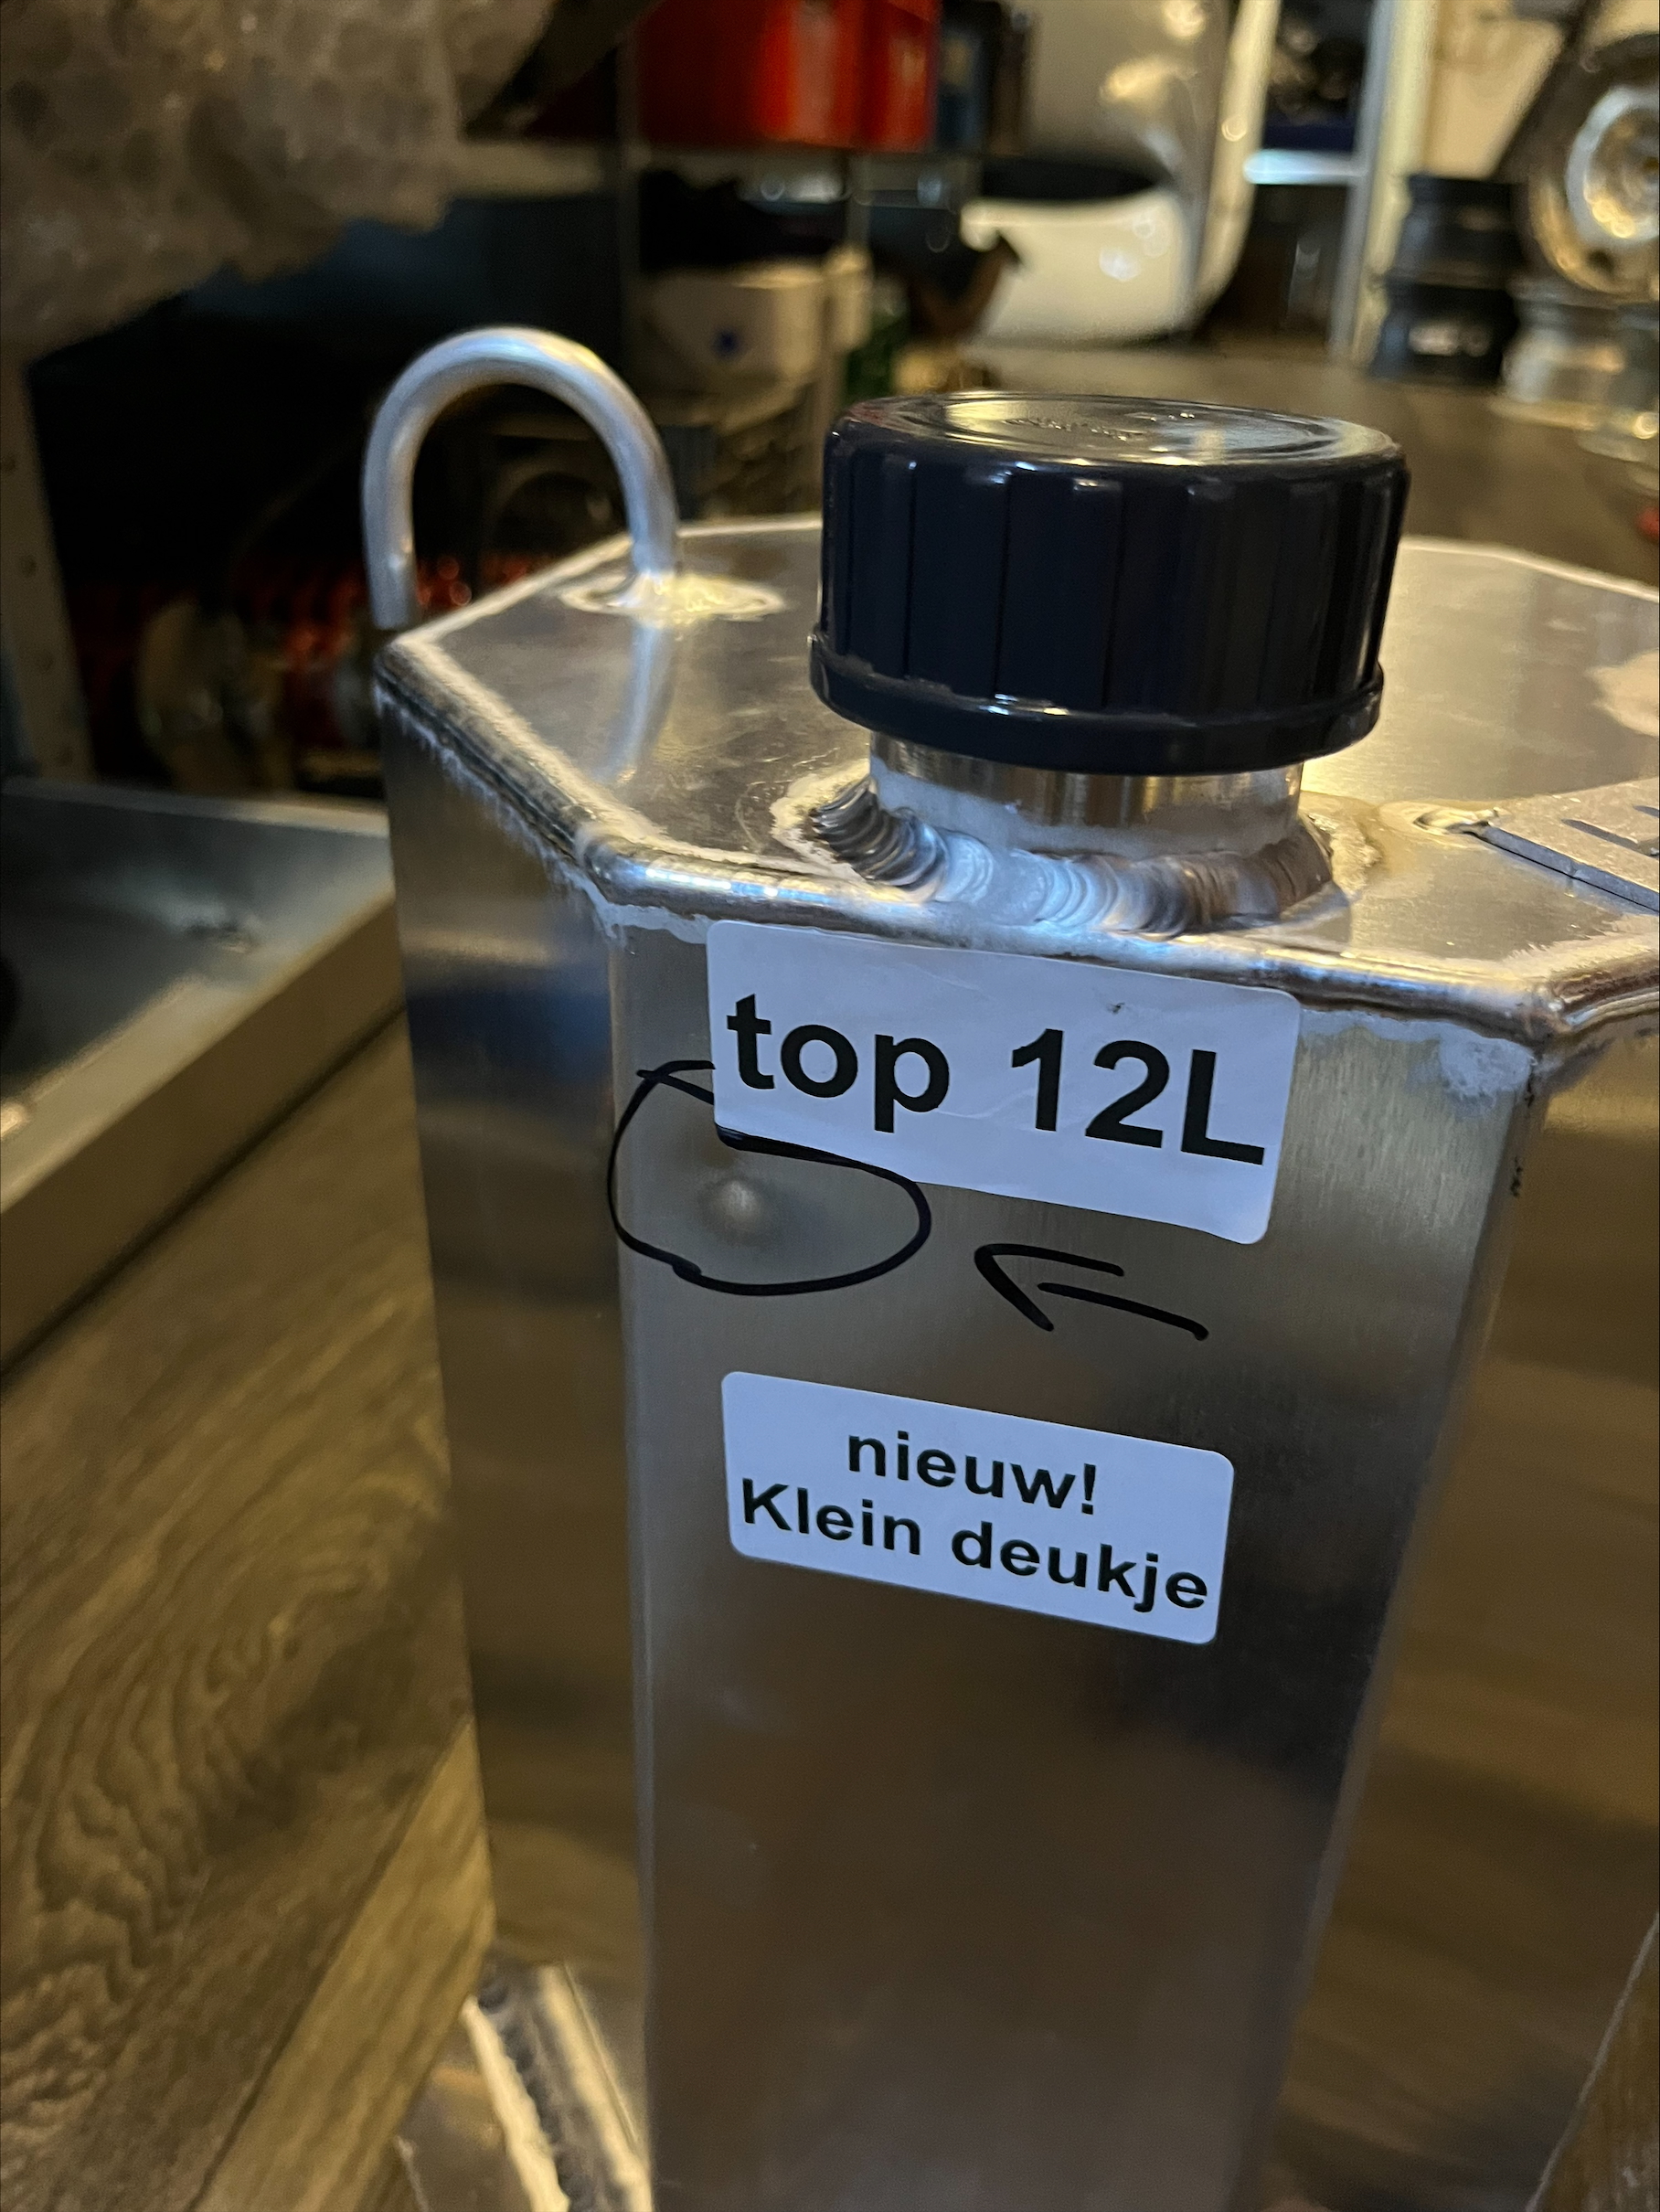 top 12L
nieuw!
Klein deukje